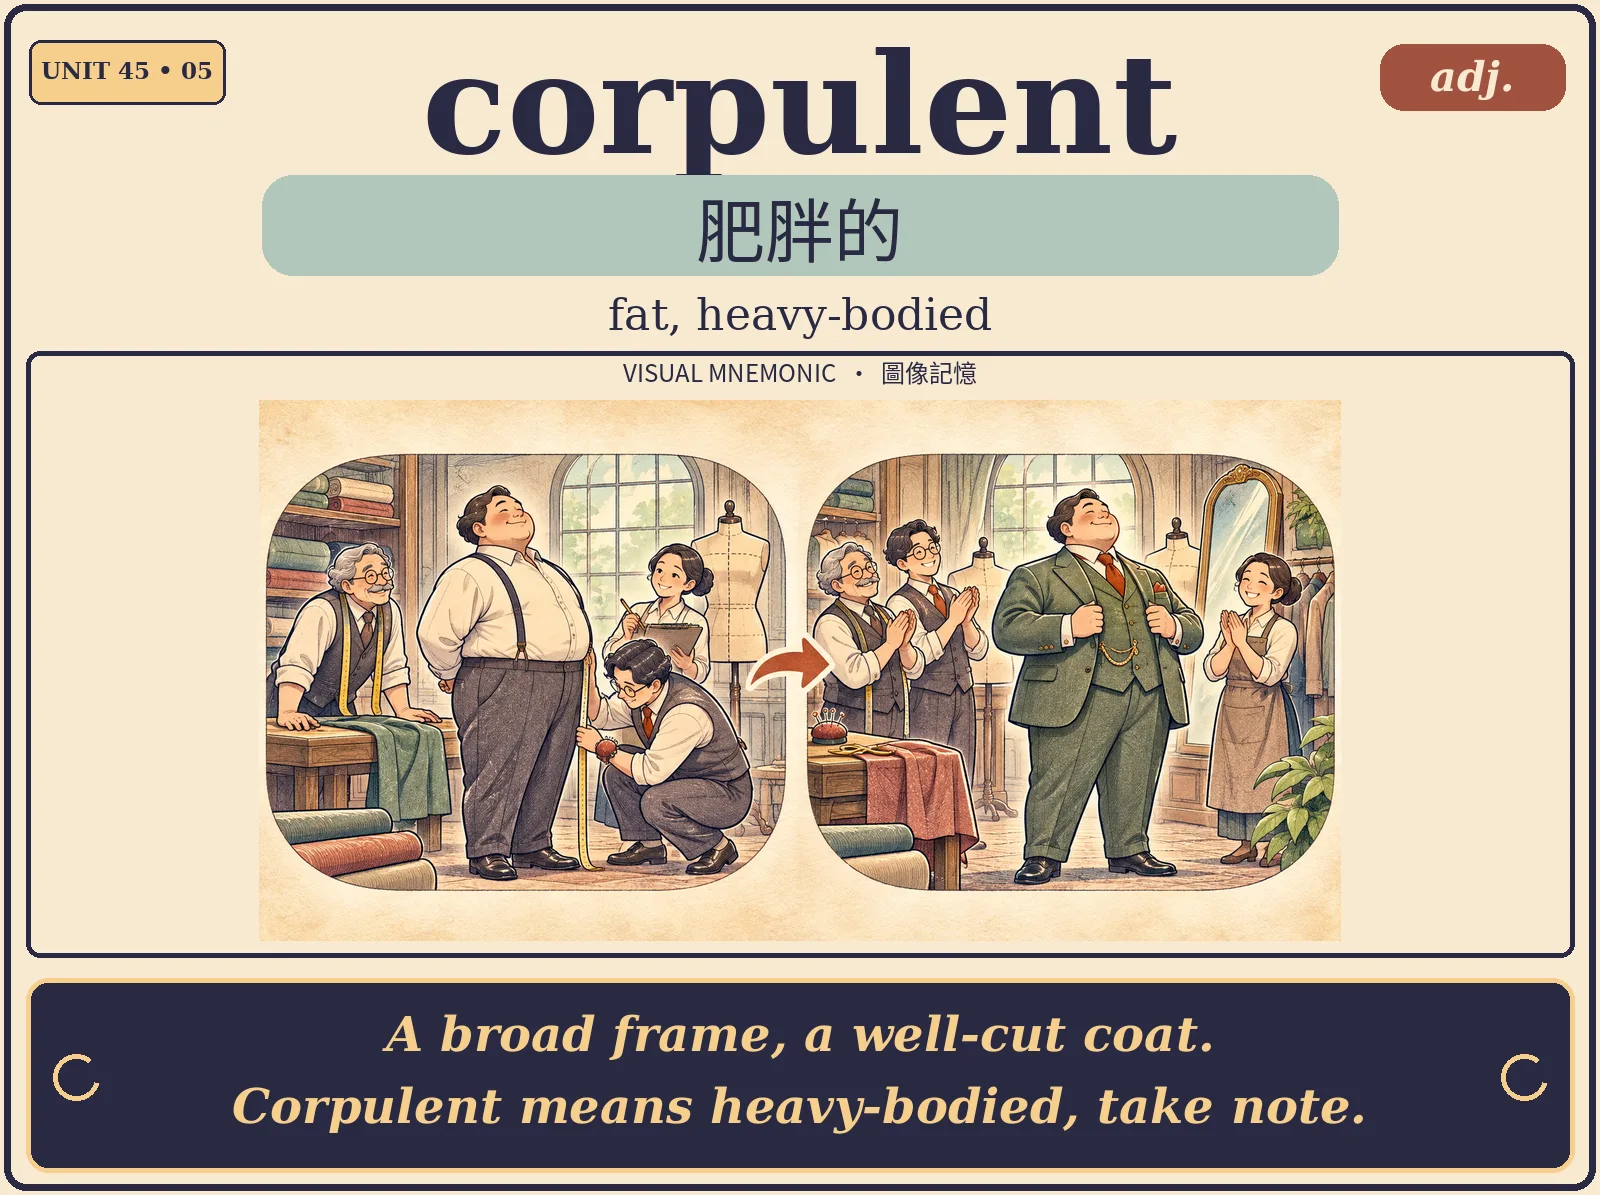 UNIT 45 • 05
corpulent
adj.
肥胖的
fat, heavy-bodied
VISUAL MNEMONIC • 圖像記憶
A broad frame, a well-cut coat.
Corpulent means heavy-bodied, take note.